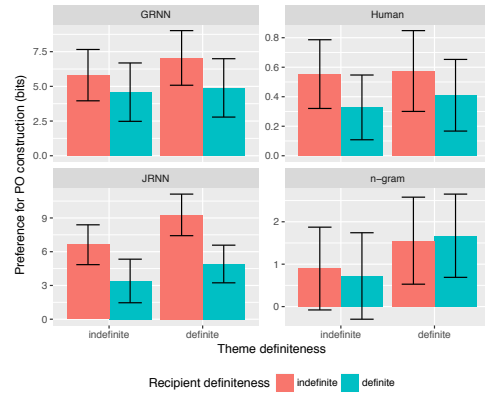 GRNN
Human
Preference for PO construction (bits)
7.5
5.0
2.5
0.0
0.8
0.6
0.4
0.2
0.0
JRNN
n-gram
9
6
3
0
2
1
0
indefinite definite indefinite definite
Theme definiteness
Recipient definiteness indefinite definite